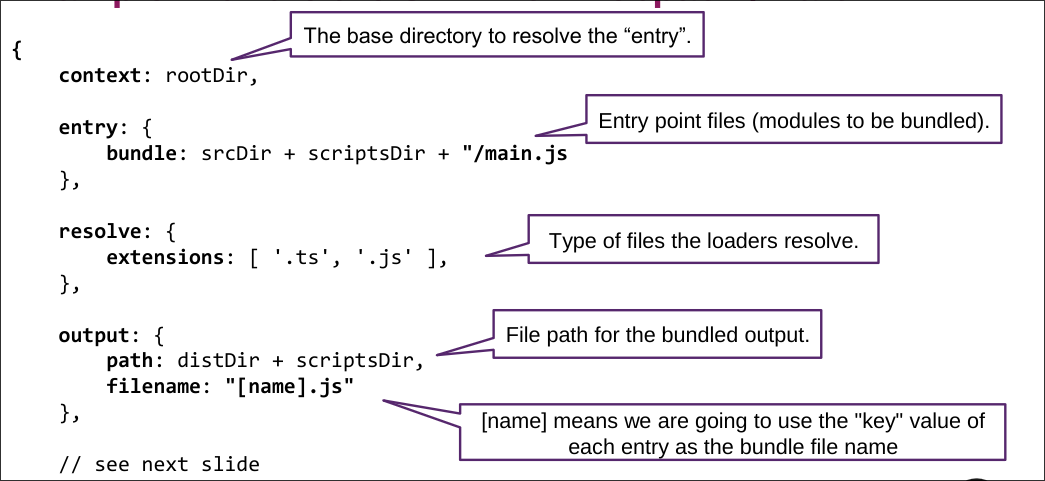 The base directory to resolve the “entry”.
{
context: rootDir,
Entry point files (modules to be bundled).
entry: {
bundle: srcDir + scriptsDir + "/main.js
},
resolve: {
Type of files the loaders resolve.
extensions: [ '.ts', '.js' ],
},
File path for the bundled output.
output: {
path: distDir + scriptsDir,
filename: "[name].js"
},
[name] means we are going to use the "key" value of
each entry as the bundle file name
// see next slide